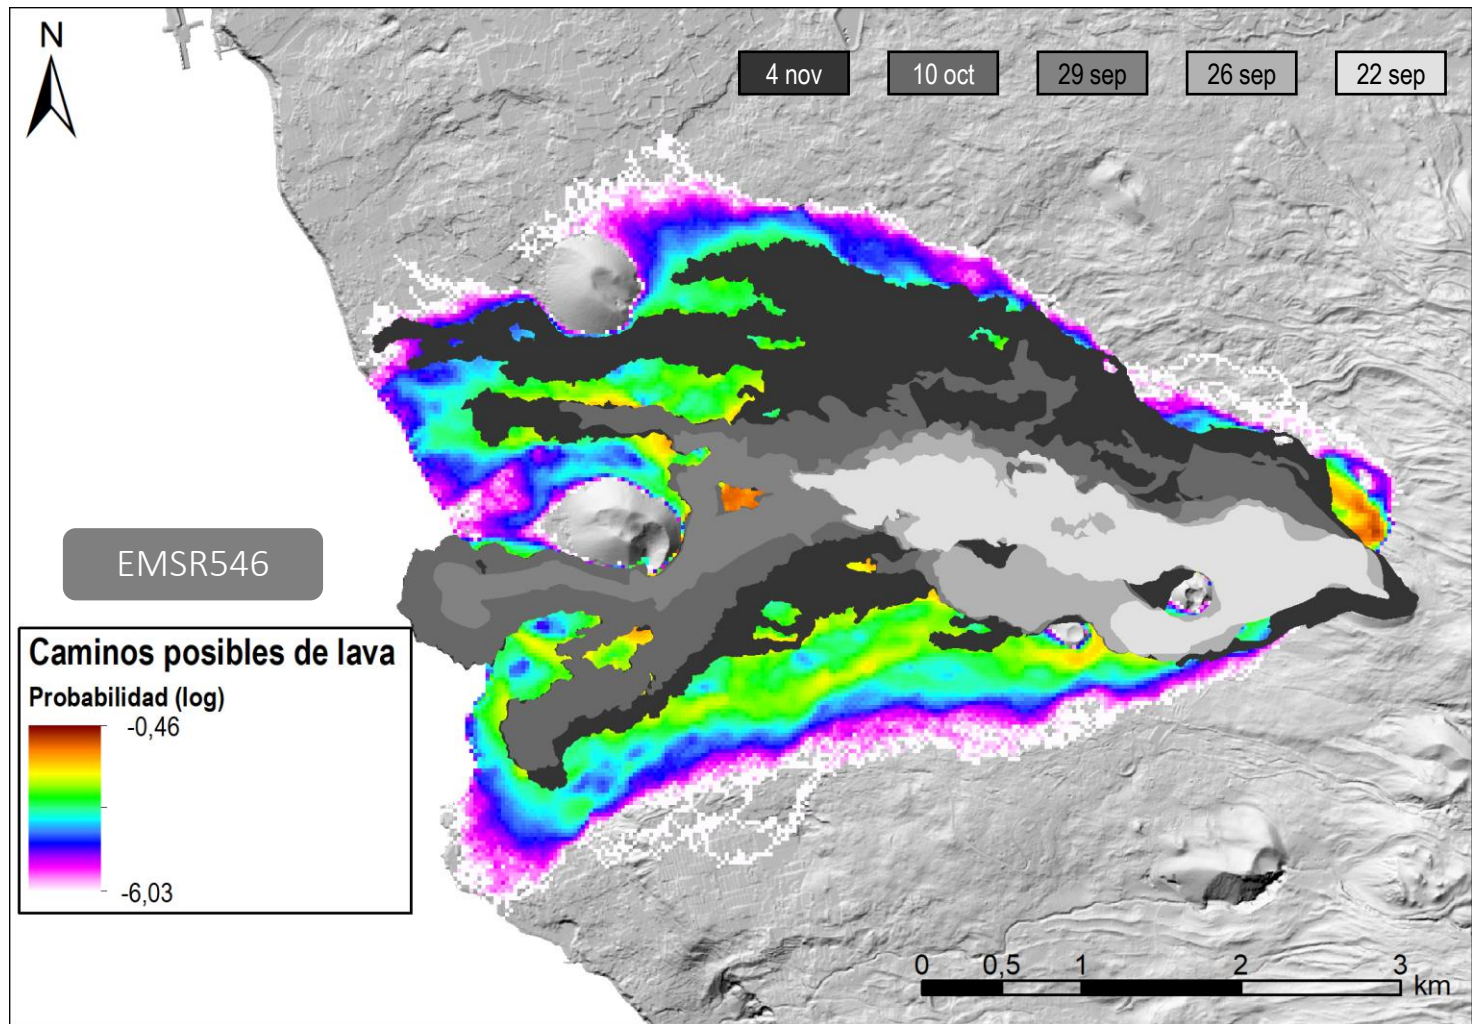 N
4 nov
10 oct
29 sep
26 sep
22 sep
EMSR546
Caminos posibles de lava
Probabilidad (log)
-0,46
-6,03
0 0,5 1 2 3
km